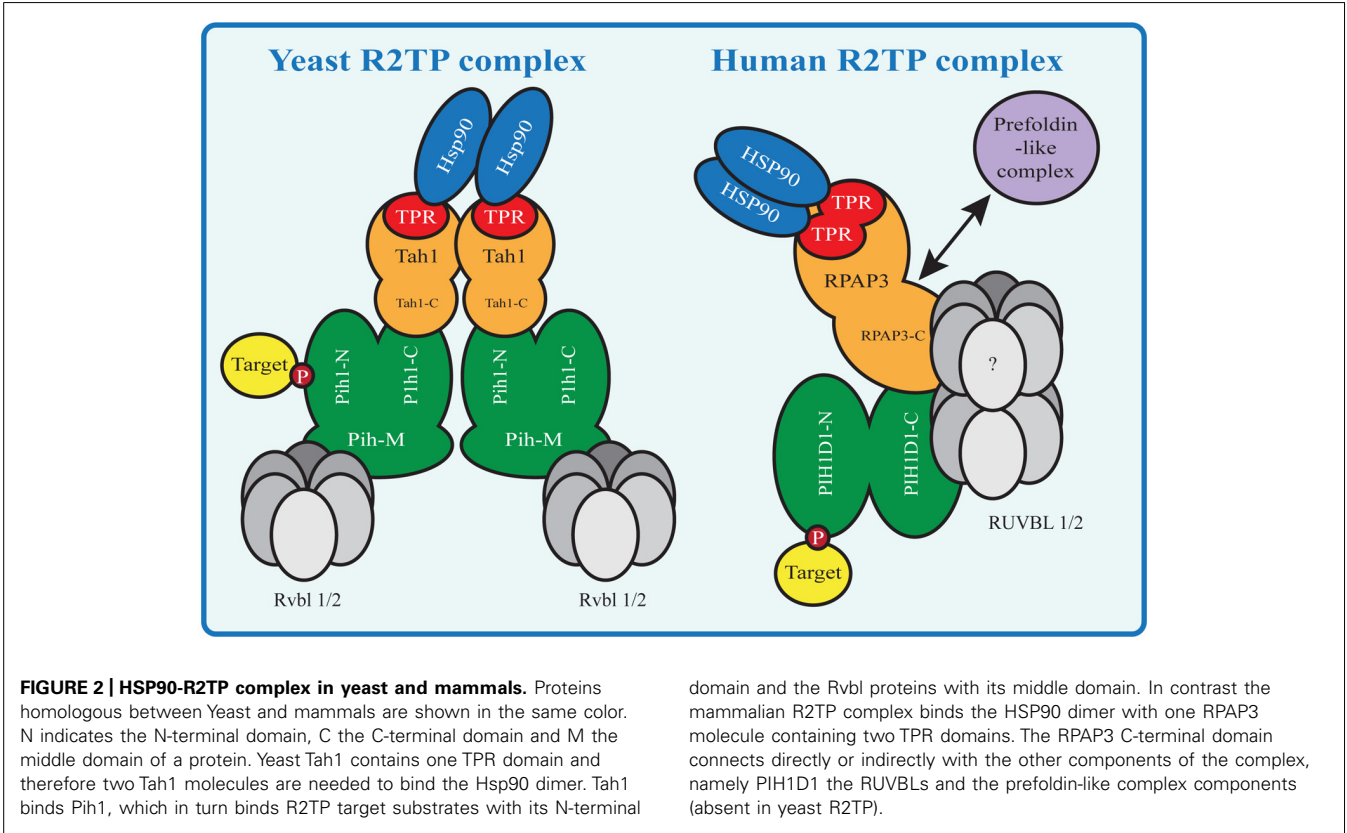 Yeast R2TP complex
Human R2TP complex
Hsp90
Hsp90
TPR
TPR
Tah1
Tah1
Tah1-C
Tah1-C
Target
P
Pih1-N
P1h1-C
Pih1-N
P1h1-C
Pih-M
Pih-M
Rvbl 1/2
Rvbl 1/2
HSP90
HSP90
TPR
TPR
RPAP3
RPAP3-C
Prefoldin
-like
complex
?
PIH1D1-N
PIH1D1-C
RUVBL 1/2
P
Target
FIGURE 2 | HSP90-R2TP complex in yeast and mammals. Proteins
homologous between Yeast and mammals are shown in the same color.
N indicates the N-terminal domain, C the C-terminal domain and M the
middle domain of a protein. Yeast Tah1 contains one TPR domain and
therefore two Tah1 molecules are needed to bind the Hsp90 dimer. Tah1
binds Pih1, which in turn binds R2TP target substrates with its N-terminal
domain and the Rvbl proteins with its middle domain. In contrast the
mammalian R2TP complex binds the HSP90 dimer with one RPAP3
molecule containing two TPR domains. The RPAP3 C-terminal domain
connects directly or indirectly with the other components of the complex,
namely PIH1D1 the RUVBLs and the prefoldin-like complex components
(absent in yeast R2TP).